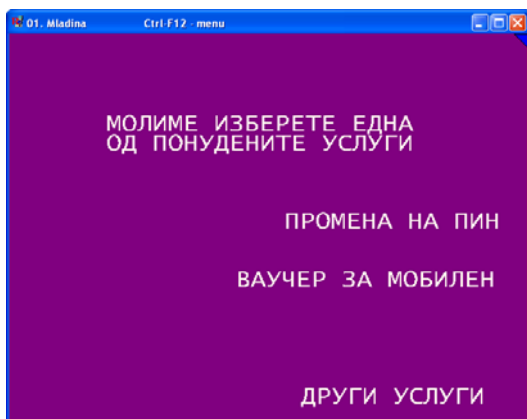 01. Mladina Ctrl-F12 - menu
МОЛИМЕ ИЗБЕРЕТЕ ЕДНА
ОД ПОНУДЕНИТЕ УСЛУГИ
ПРОМЕНА НА ПИН
ВАУЧЕР ЗА МОБИЛЕН
ДРУГИ УСЛУГИ